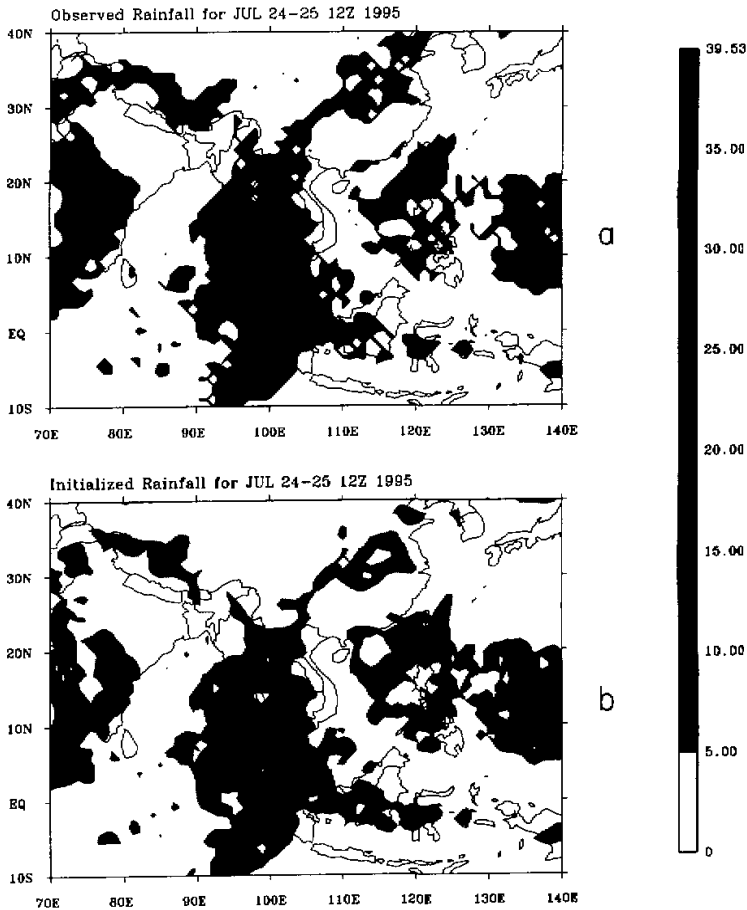 Observed Rainfall for JUL 24-25 12Z 1995
40N
30N
20N
10N
EQ
10S
70E 80E 90E 100E 110E 120E 130E 140E
a
Initialized Rainfall for JUL 24-25 12Z 1995
40N
30N
20N
10N
EQ
10S
70E 80E 90E 100E 110E 120E 130E 140E
b
39.53
35.00
30.00
25.00
20.00
15.00
10.00
5.00
0